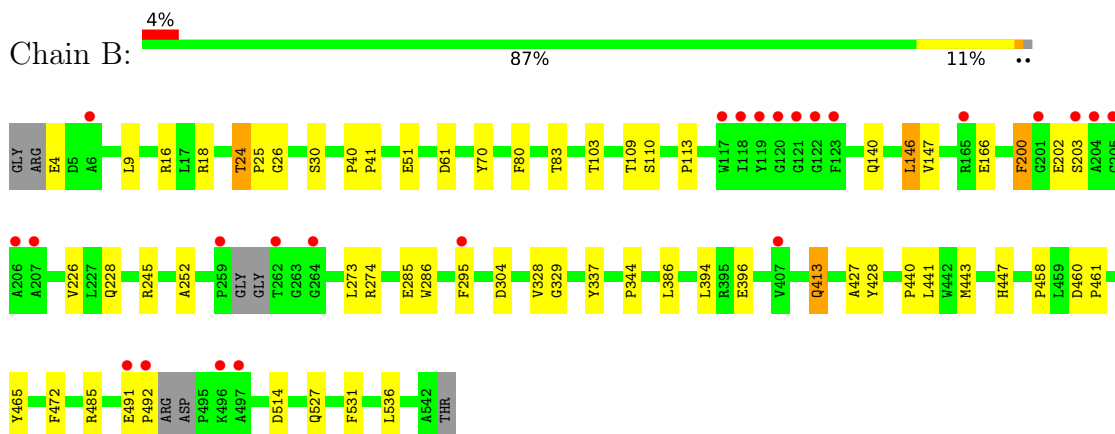 4%
Chain B:
87% 11% ••
GLY ARG E4 D5 A6 L9 R16 L17 R18 T24 P25 G26 S30 P40 P41 E51 D61 Y70 F80 T83 T103 T109 S110 P113 W117 I118 Y119 G120 G121 G122 F123 Q140 L146 V147 R165 E166 F200 G201 E202 S203 A204 G205
A206 A207 V226 L227 Q228 R245 A252 P259 GLY GLY T262 G263 G264 L273 R274 E285 W286 F295 D304 V328 G329 Y337 P344 L386 L394 R395 E396 V407 Q413 A427 Y428 P440 L441 W442 M443 H447 P458 L459 D460 P461
Y465 F472 R485 E491 P492 ARG ASP P495 K496 A497 D514 Q527 F531 L536 A542 THR